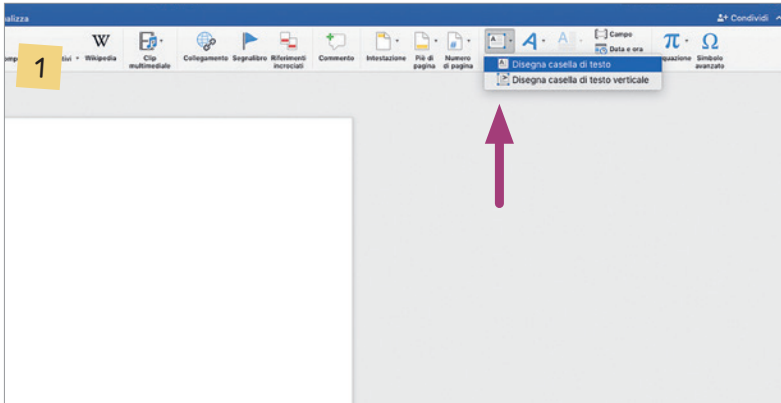 alizza
Condividi
1
W
Wikipedia
Clip multimediale
Collegamento
Segnalibro
Riferimenti incrociati
Commento
Intestazione
Piè di pagina
Numero di pagina
#
A
A
A
Campo
Data e ora
π
quazione
Ω
Simbolo avanzato
Disegna casella di testo
Disegna casella di testo verticale